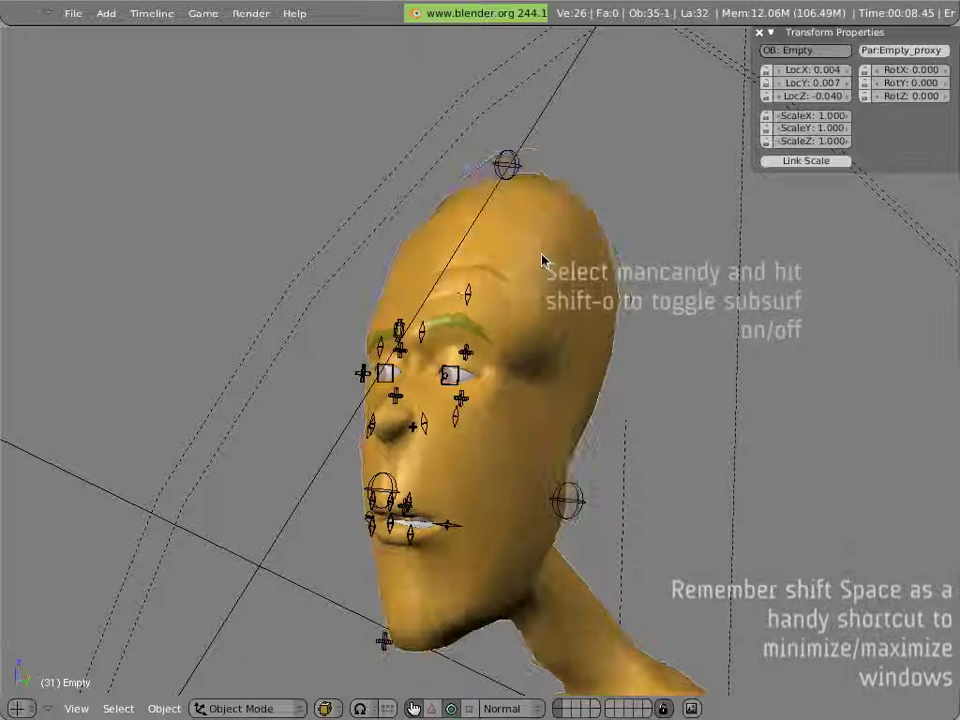 File Add Timeline Game Render Help www.blender.org 244.1 Ve:26 | Fa:0 | Ob:35-1 | La:32 | Mem:12.06M (106.49M) | Time:00:08.45 | Er
Transform Properties
OB: Empty Par:Empty_proxy
LocX: 0.004 RotX: 0.000
LocY: 0.007 RotY: 0.000
LocZ: -0.040 RotZ: 0.000
ScaleX: 1.000
ScaleY: 1.000
ScaleZ: 1.000
Link Scale
Select mancandy and hit
shift-o to toggle subsurf
on/off
Remember shift Space as a
handy shortcut to
minimize/maximize
windows
z
(31) Empty
View Select Object Object Mode Normal